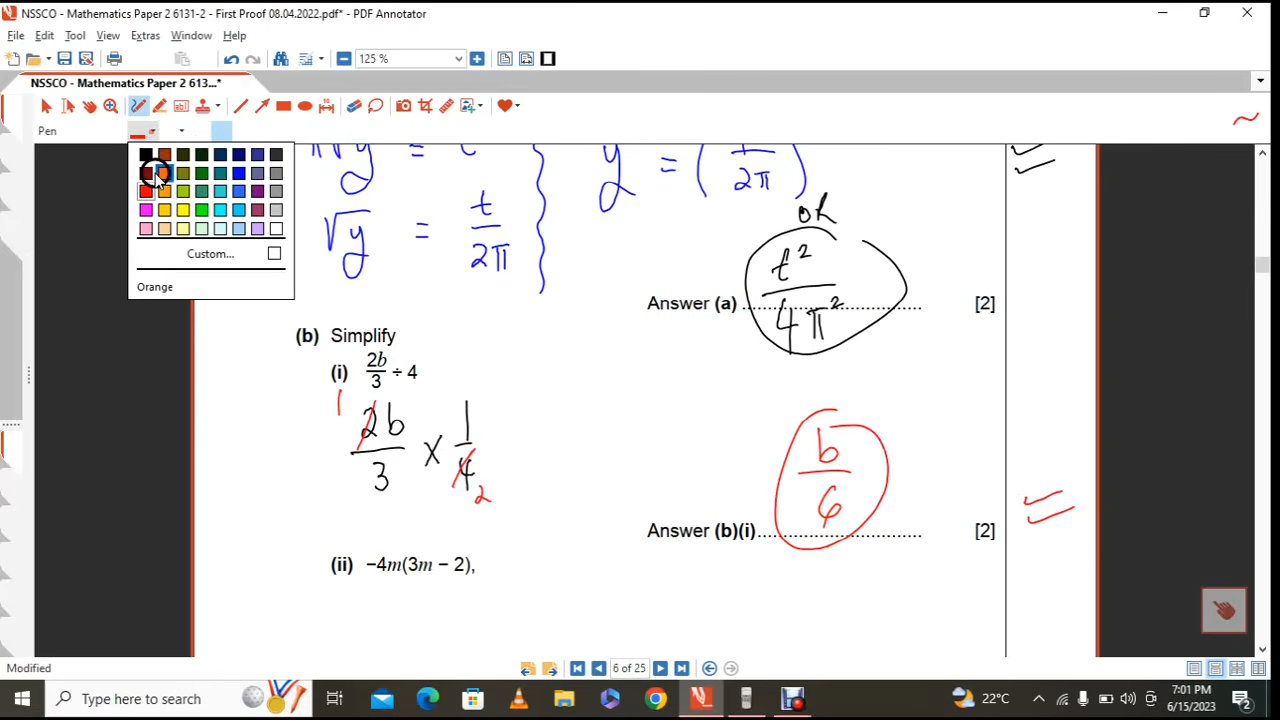 NSSCO - Mathematics Paper 2 6131-2 - First Proof 08.04.2022.pdf* - PDF Annotator
File Edit Tool View Extras Window Help
125 %
NSSCO - Mathematics Paper 2 613...*
Pen
√y = t/2π
y = ( /2π)
or
t²/4π²
Custom...
Orange
Answer (a) ........................................ [2]
(b) Simplify
(i) 2b/3 ÷ 4
1
2b/3 × 1/4
2
b/6
Answer (b)(i) ........................................ [2]
(ii) −4m(3m − 2),
Modified
6 of 25
Type here to search
22°C
7:01 PM
6/15/2023
2